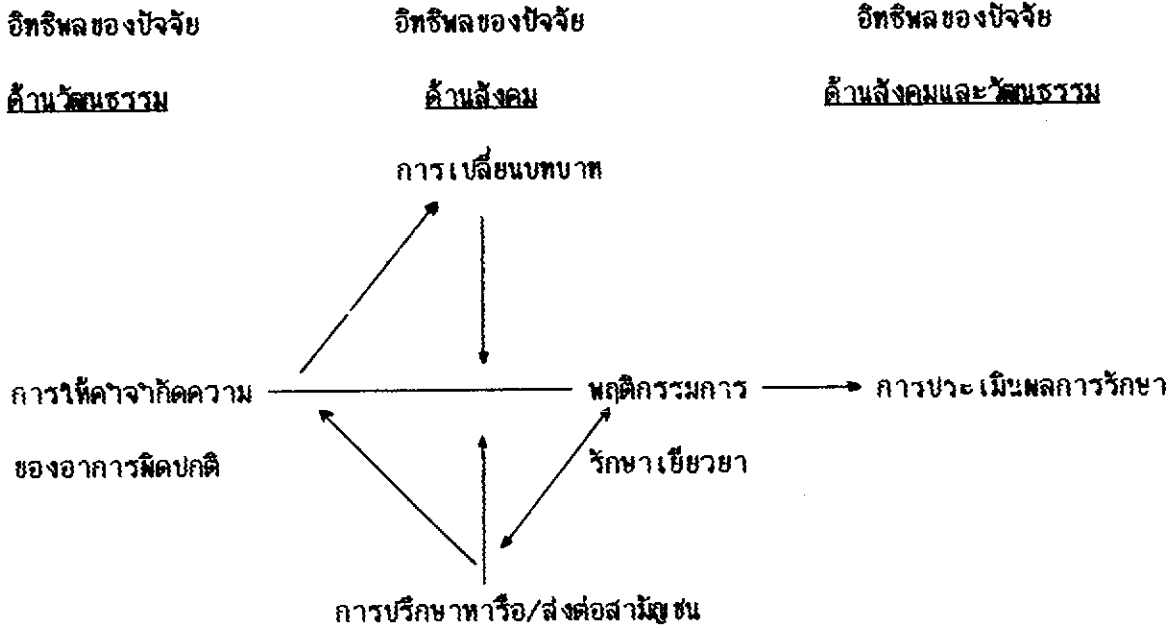 อิทธิพลของปัจจัย อิทธิพลของปัจจัย อิทธิพลของปัจจัย
ด้านวัฒนธรรม ด้านสังคม ด้านสังคมและวัฒนธรรม
การเปลี่ยนบทบาท
การให้คำจำกัดความ พฤติกรรมการ การประเมินผลการรักษา
ของอาการผิดปกติ รักษาเยียวยา
การปรึกษาหารือ/ส่งต่อสามัญชน